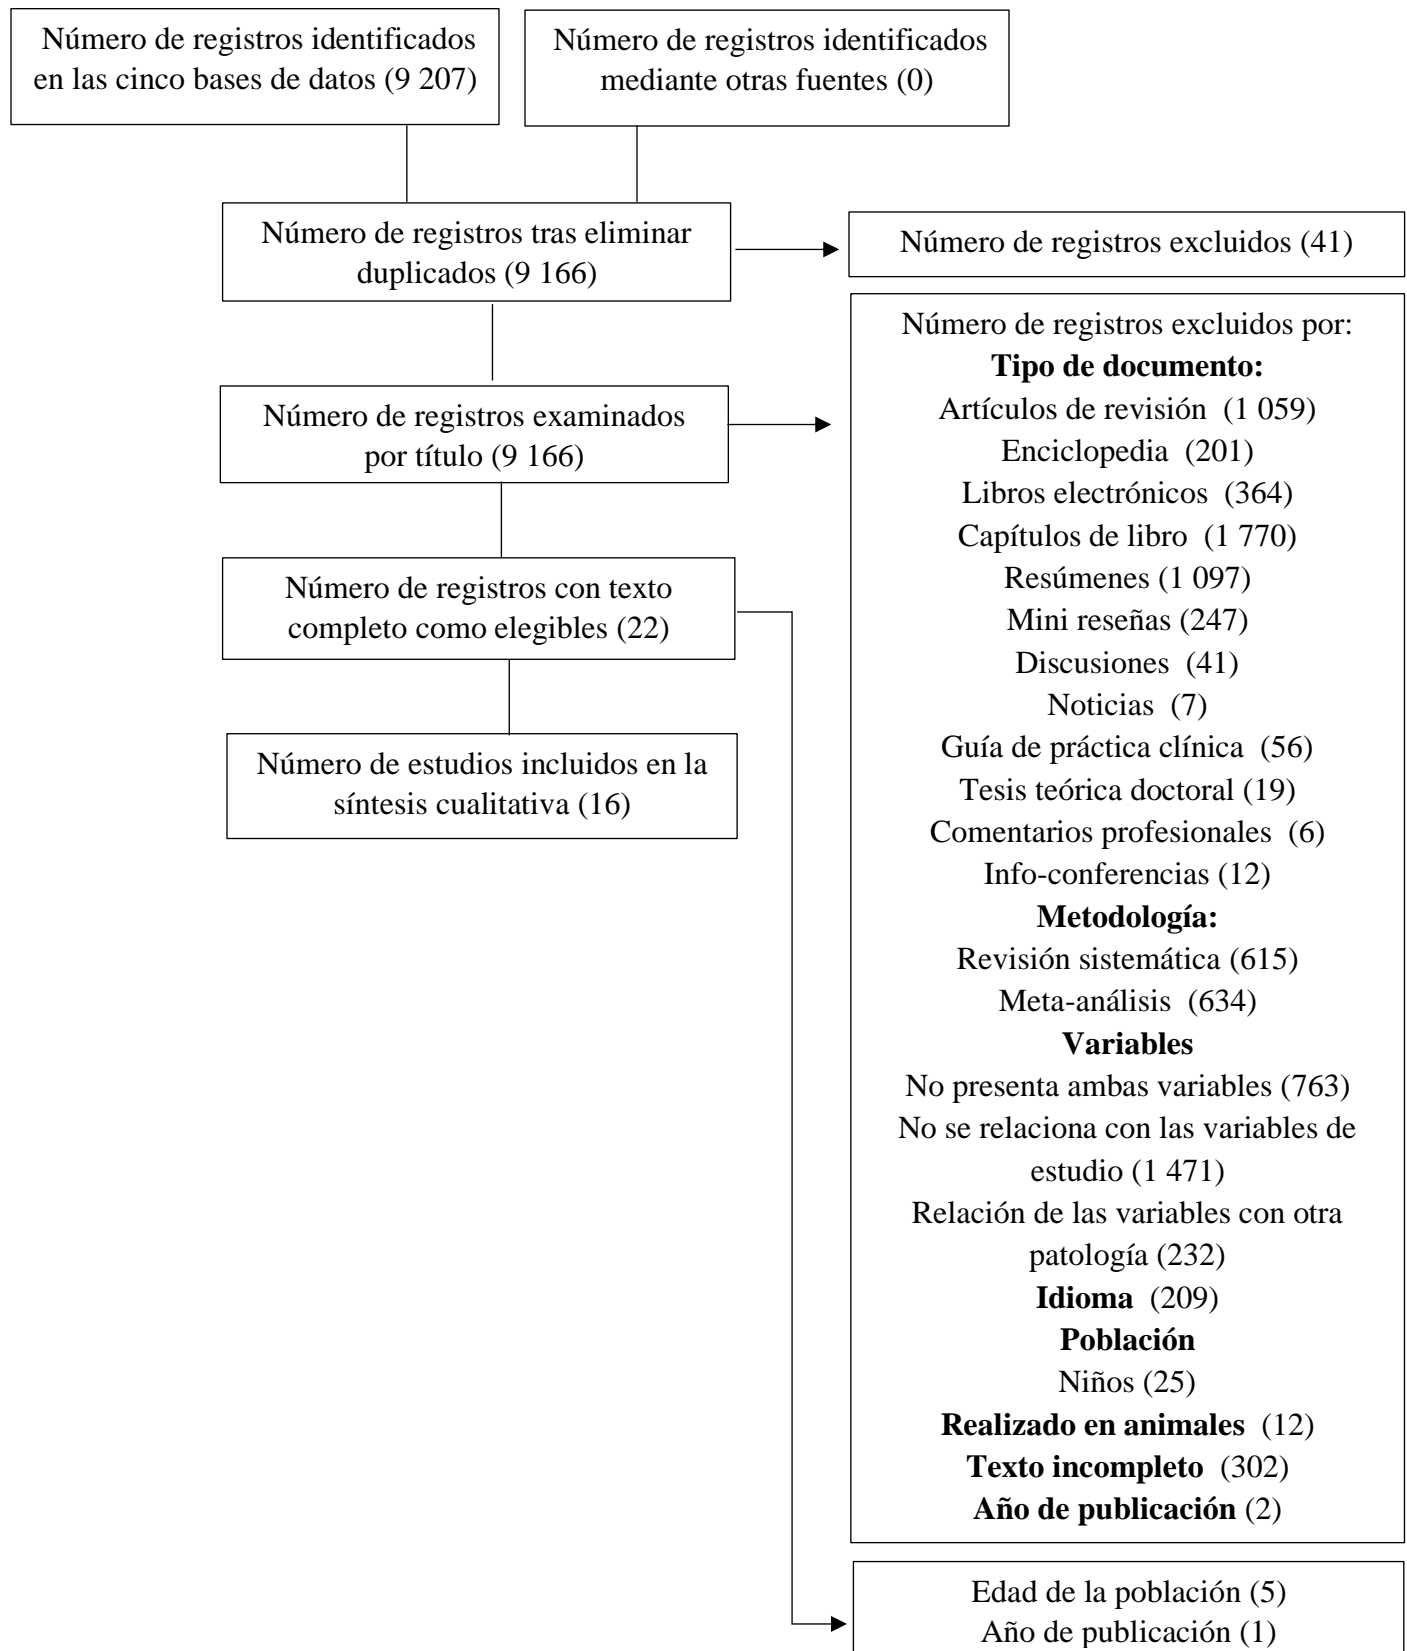 Número de registros identificados
en las cinco bases de datos (9 207)
Número de registros identificados
mediante otras fuentes (0)
Número de registros tras eliminar
duplicados (9 166)
Número de registros excluidos (41)
Número de registros examinados
por título (9 166)
Número de registros excluidos por:
Tipo de documento:
Artículos de revisión (1 059)
Enciclopedia (201)
Libros electrónicos (364)
Capítulos de libro (1 770)
Resúmenes (1 097)
Mini reseñas (247)
Discusiones (41)
Noticias (7)
Guía de práctica clínica (56)
Tesis teórica doctoral (19)
Comentarios profesionales (6)
Info-conferencias (12)
Metodología:
Revisión sistemática (615)
Meta-análisis (634)
Variables
No presenta ambas variables (763)
No se relaciona con las variables de
estudio (1 471)
Relación de las variables con otra
patología (232)
Idioma (209)
Población
Niños (25)
Realizado en animales (12)
Texto incompleto (302)
Año de publicación (2)
Número de registros con texto
completo como elegibles (22)
Número de estudios incluidos en la
síntesis cualitativa (16)
Edad de la población (5)
Año de publicación (1)